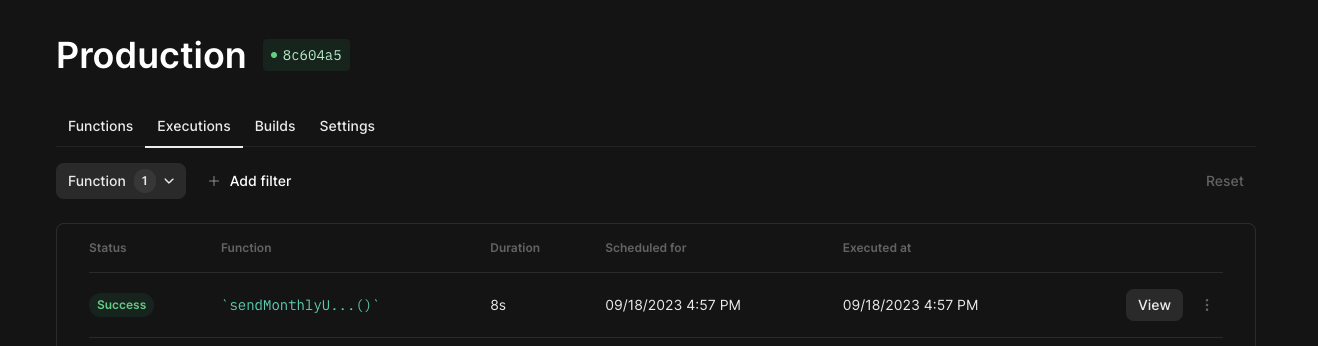 Production 8c604a5
Functions Executions Builds Settings
Function 1 Add filter Reset
Status Function Duration Scheduled for Executed at
Success `sendMonthlyU...()` 8s 09/18/2023 4:57 PM 09/18/2023 4:57 PM View